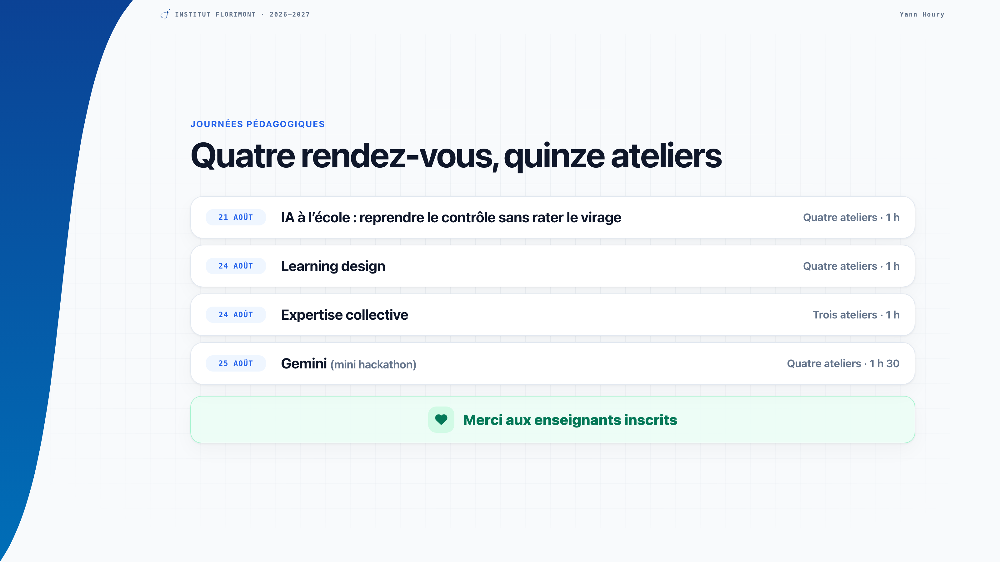 INSTITUT FLORIMONT · 2026–2027
Yann Houry
JOURNÉES PÉDAGOGIQUES
Quatre rendez-vous, quinze ateliers
21 AOÛT IA à l’école : reprendre le contrôle sans rater le virage Quatre ateliers · 1 h
24 AOÛT Learning design Quatre ateliers · 1 h
24 AOÛT Expertise collective Trois ateliers · 1 h
25 AOÛT Gemini (mini hackathon) Quatre ateliers · 1 h 30
Merci aux enseignants inscrits